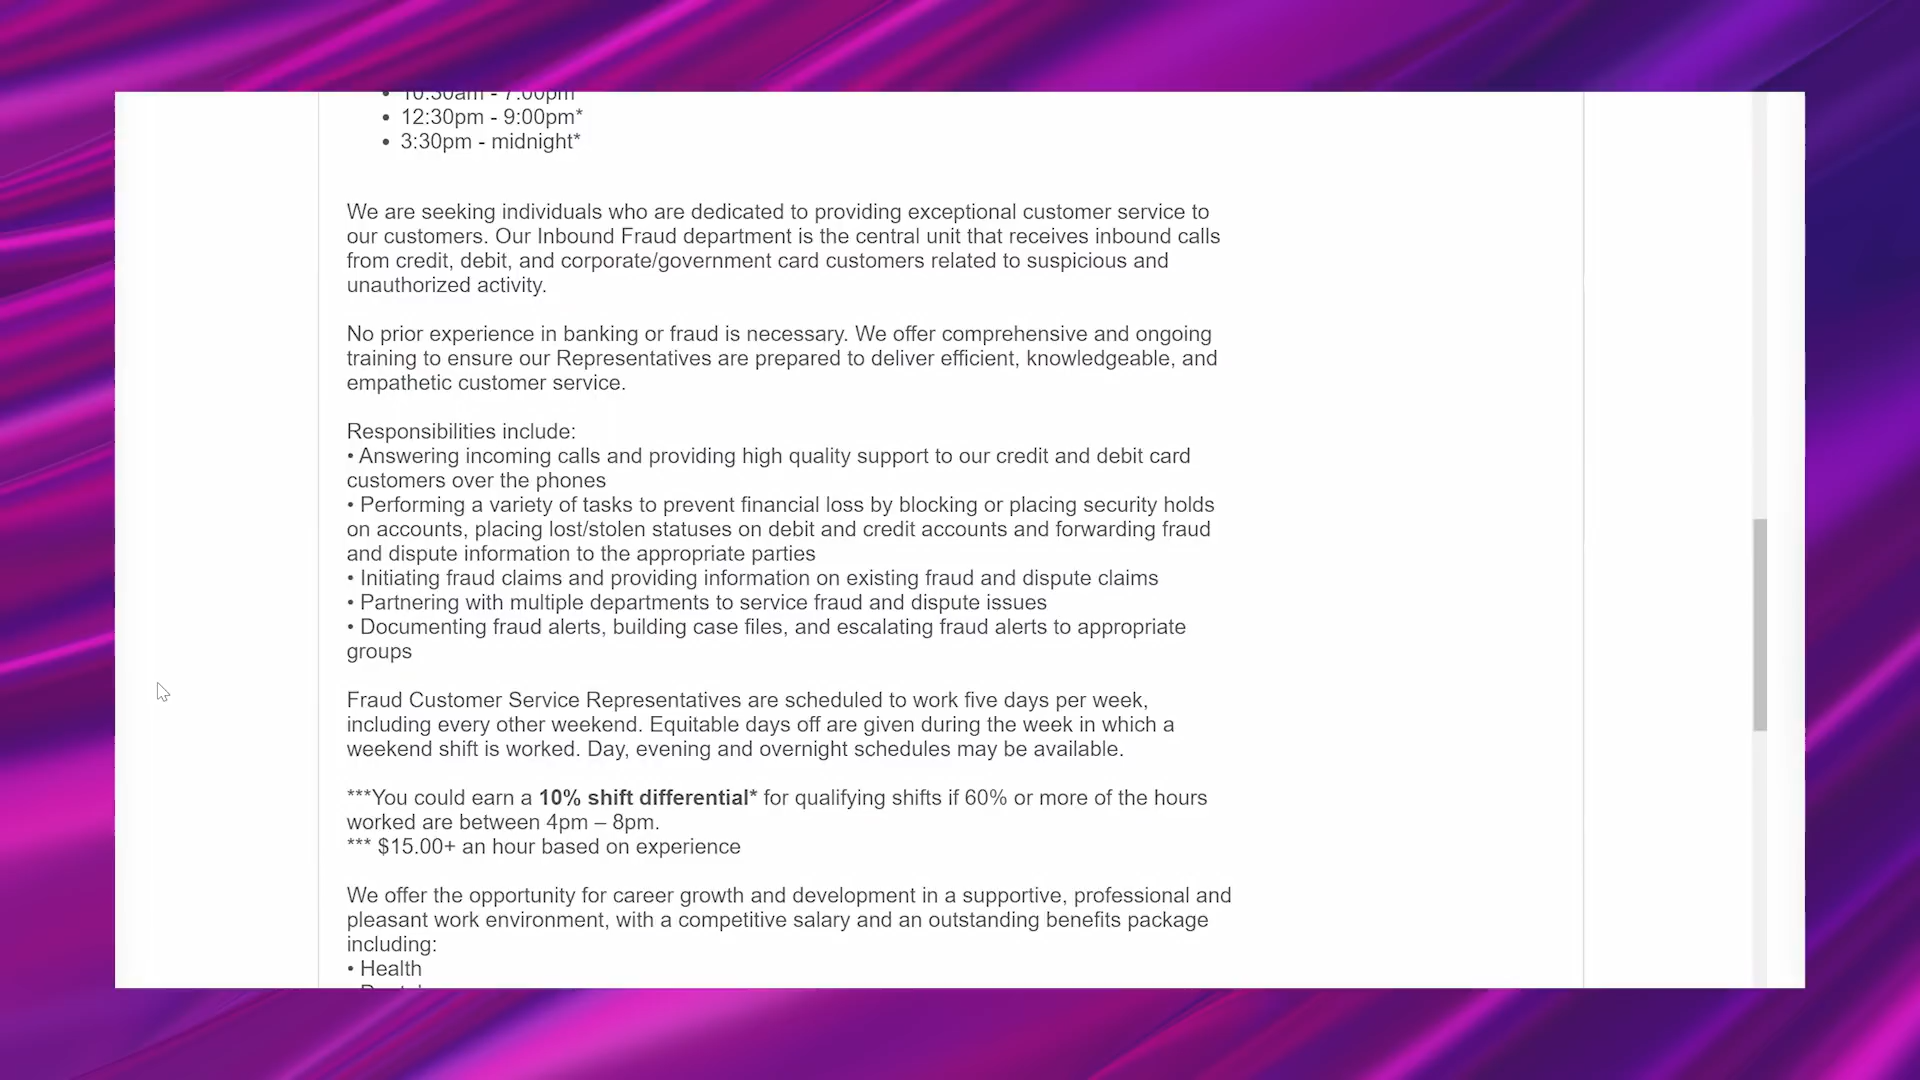 • 10:30am - 7:00pm
• 12:30pm - 9:00pm*
• 3:30pm - midnight*
We are seeking individuals who are dedicated to providing exceptional customer service to
our customers. Our Inbound Fraud department is the central unit that receives inbound calls
from credit, debit, and corporate/government card customers related to suspicious and
unauthorized activity.
No prior experience in banking or fraud is necessary. We offer comprehensive and ongoing
training to ensure our Representatives are prepared to deliver efficient, knowledgeable, and
empathetic customer service.
Responsibilities include:
• Answering incoming calls and providing high quality support to our credit and debit card
customers over the phones
• Performing a variety of tasks to prevent financial loss by blocking or placing security holds
on accounts, placing lost/stolen statuses on debit and credit accounts and forwarding fraud
and dispute information to the appropriate parties
• Initiating fraud claims and providing information on existing fraud and dispute claims
• Partnering with multiple departments to service fraud and dispute issues
• Documenting fraud alerts, building case files, and escalating fraud alerts to appropriate
groups
Fraud Customer Service Representatives are scheduled to work five days per week,
including every other weekend. Equitable days off are given during the week in which a
weekend shift is worked. Day, evening and overnight schedules may be available.
***You could earn a 10% shift differential* for qualifying shifts if 60% or more of the hours
worked are between 4pm – 8pm.
*** $15.00+ an hour based on experience
We offer the opportunity for career growth and development in a supportive, professional and
pleasant work environment, with a competitive salary and an outstanding benefits package
including:
• Health